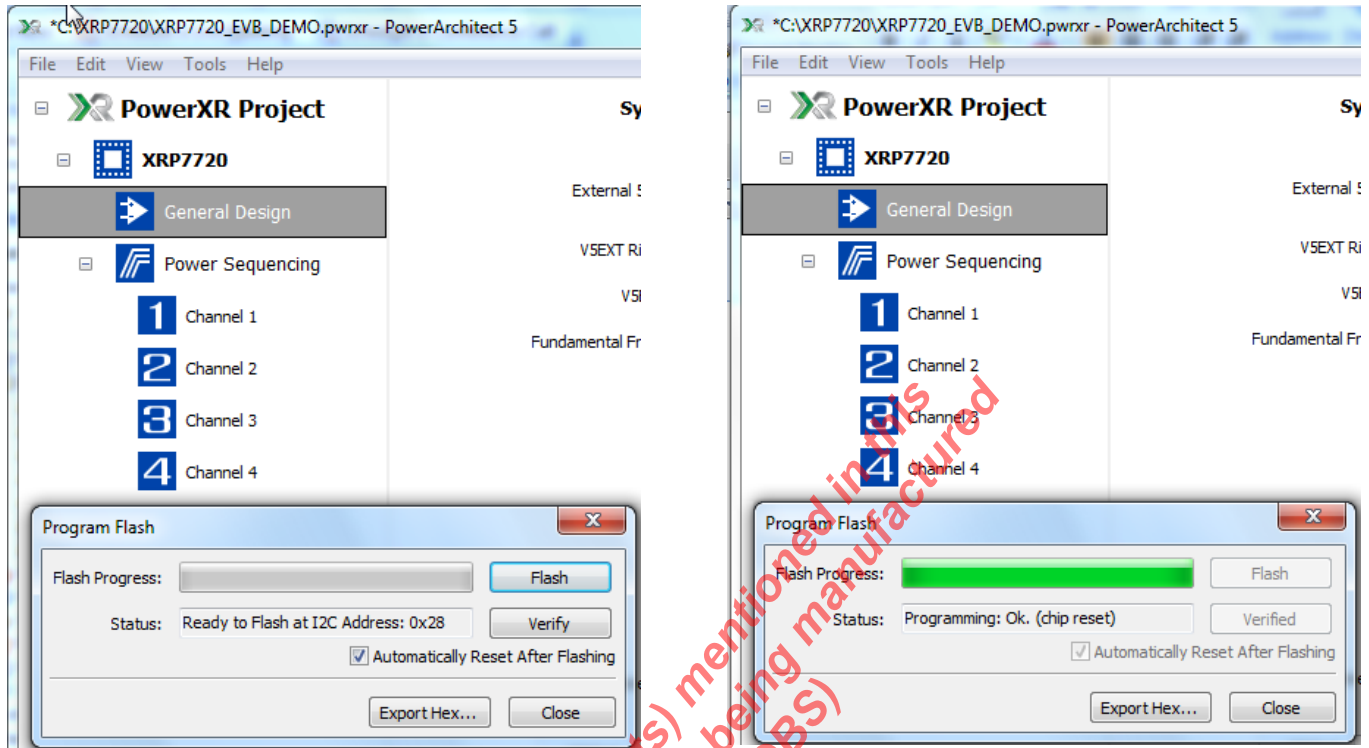 *C:\XRP7720\XRP7720_EVB_DEMO.pwrxr - PowerArchitect 5
File Edit View Tools Help
PowerXR Project
Sy
XRP7720
External 5
General Design
V5EXT Ri
Power Sequencing
Channel 1
Fundamental Fr
Channel 2
Channel 3
Channel 4
Program Flash
Flash Progress:
Flash
Status: Ready to Flash at I2C Address: 0x28
Verify
Automatically Reset After Flashing
Export Hex...
Close
*C:\XRP7720\XRP7720_EVB_DEMO.pwrxr - PowerArchitect 5
File Edit View Tools Help
PowerXR Project
Sy
XRP7720
External 5
General Design
V5EXT Ri
Power Sequencing
Channel 1
Fundamental Fr
Channel 2
Channel 3
Channel 4
Program Flash
Flash Progress:
Flash
Status: Programming: Ok. (chip reset)
Verified
Automatically Reset After Flashing
Export Hex...
Close
s) mentioned in this
being manufactured
OBS)